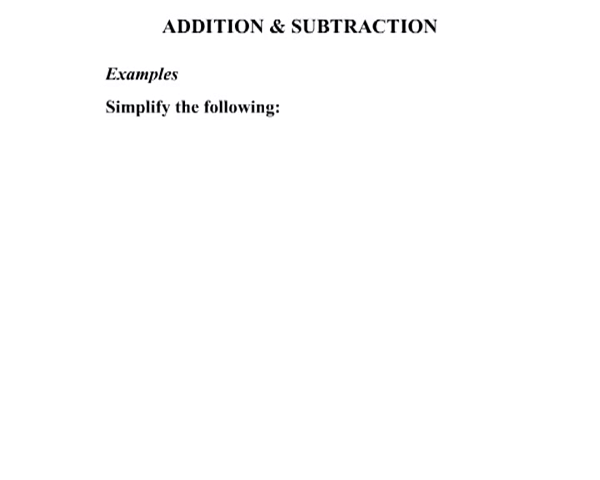 ADDITION & SUBTRACTION
Examples
Simplify the following: